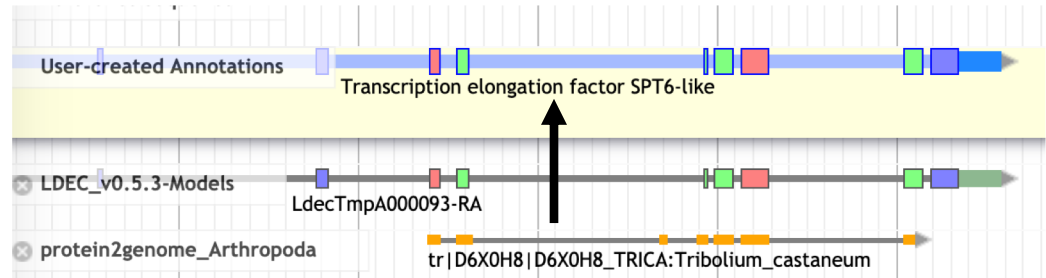 User-created Annotations
Transcription elongation factor SPT6-like
LDEC_v0.5.3-Models
LdecTmpA000093-RA
protein2genome_Arthropoda
tr|D6X0H8|D6X0H8_TRICA:Tribolium_castaneum